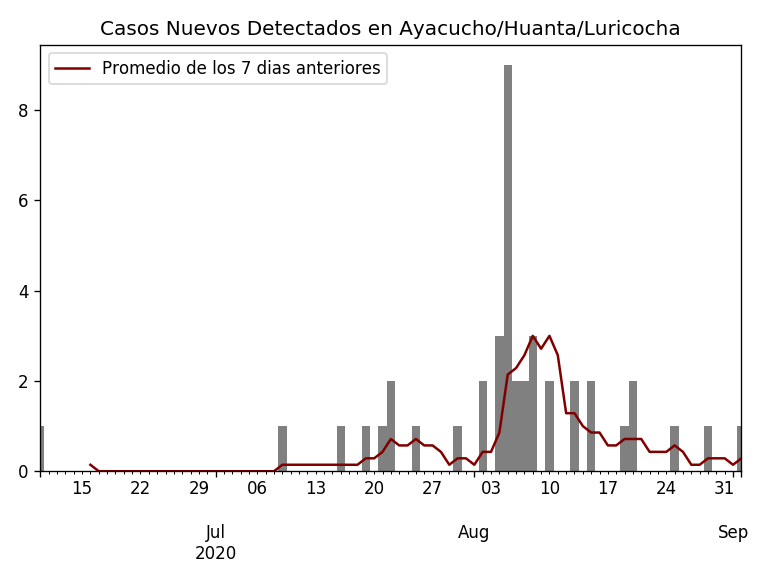 Casos Nuevos Detectados en Ayacucho/Huanta/Luricocha
Promedio de los 7 dias anteriores
8
6
4
2
0
15 22 29 06 13 20 27 03 10 17 24 31
Jul Aug Sep
2020